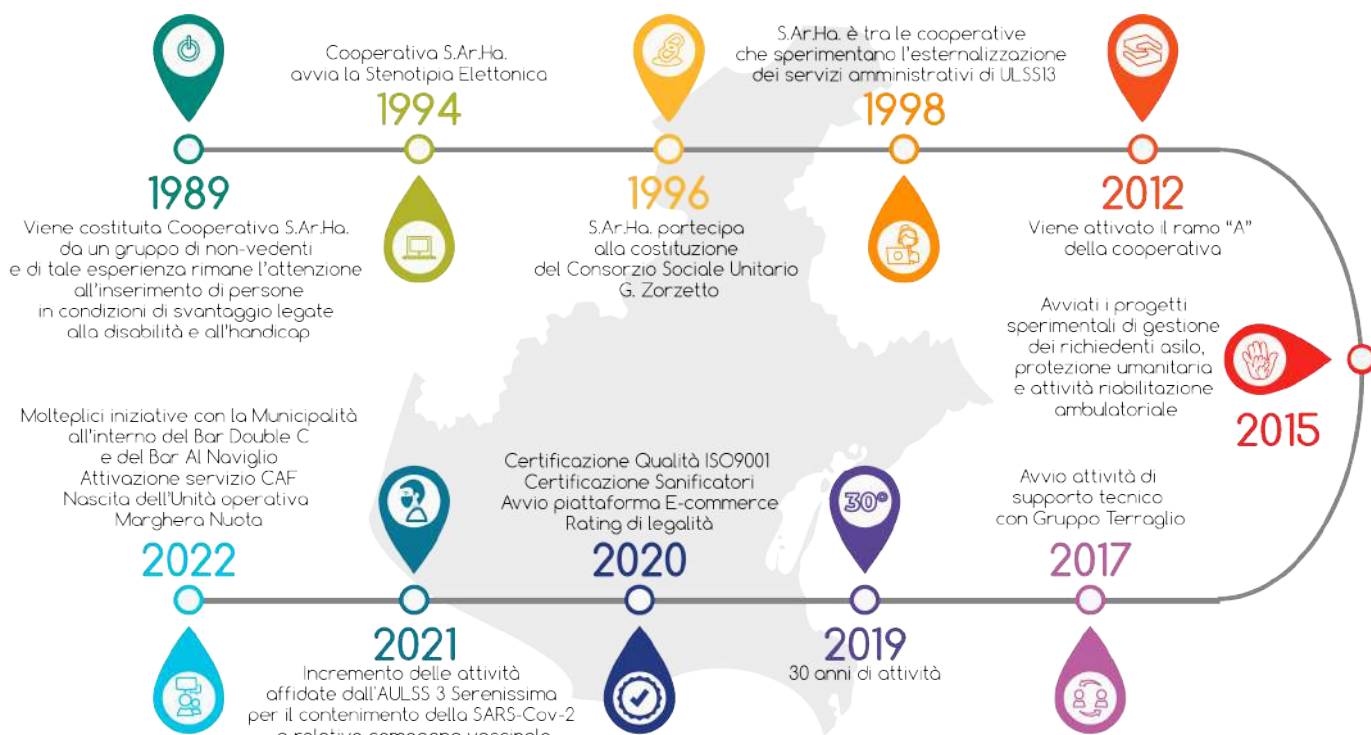 1989
Viene costituita Cooperativa S.Ar.Ha.
da un gruppo di non-vedenti
e di tale esperienza rimane l'attenzione
all'inserimento di persone
in condizioni di svantaggio legate
alla disabilità e all'handicap
Cooperativa S.Ar.Ha.
avvia la Stenotipia Elettonica
1994
1996
S.Ar.Ha. partecipa
alla costituzione
del Consorzio Sociale Unitario
G. Zorzetto
S.Ar.Ha. è tra le cooperative
che sperimentano l'esternalizzazione
dei servizi amministrativi di ULSS13
1998
2012
Viene attivato il ramo "A"
della cooperativa
Avviati i progetti
sperimentali di gestione
dei richiedenti asilo,
protezione umanitaria
e attività riabilitazione
ambulatoriale
2015
Avvio attività di
supporto tecnico
con Gruppo Terraglio
2017
30°
2019
30 anni di attività
Certificazione Qualità ISO9001
Certificazione Sanificatori
Avvio piattaforma E-commerce
Rating di legalità
2020
2021
Incremento delle attività
affidate dall'AULSS 3 Serenissima
per il contenimento della SARS-Cov-2
e relativa campagna vaccinale
Molteplici iniziative con la Municipalità
all'interno del Bar Double C
e del Bar Al Naviglio
Attivazione servizio CAF
Nascita dell'Unità operativa
Marghera Nuota
2022